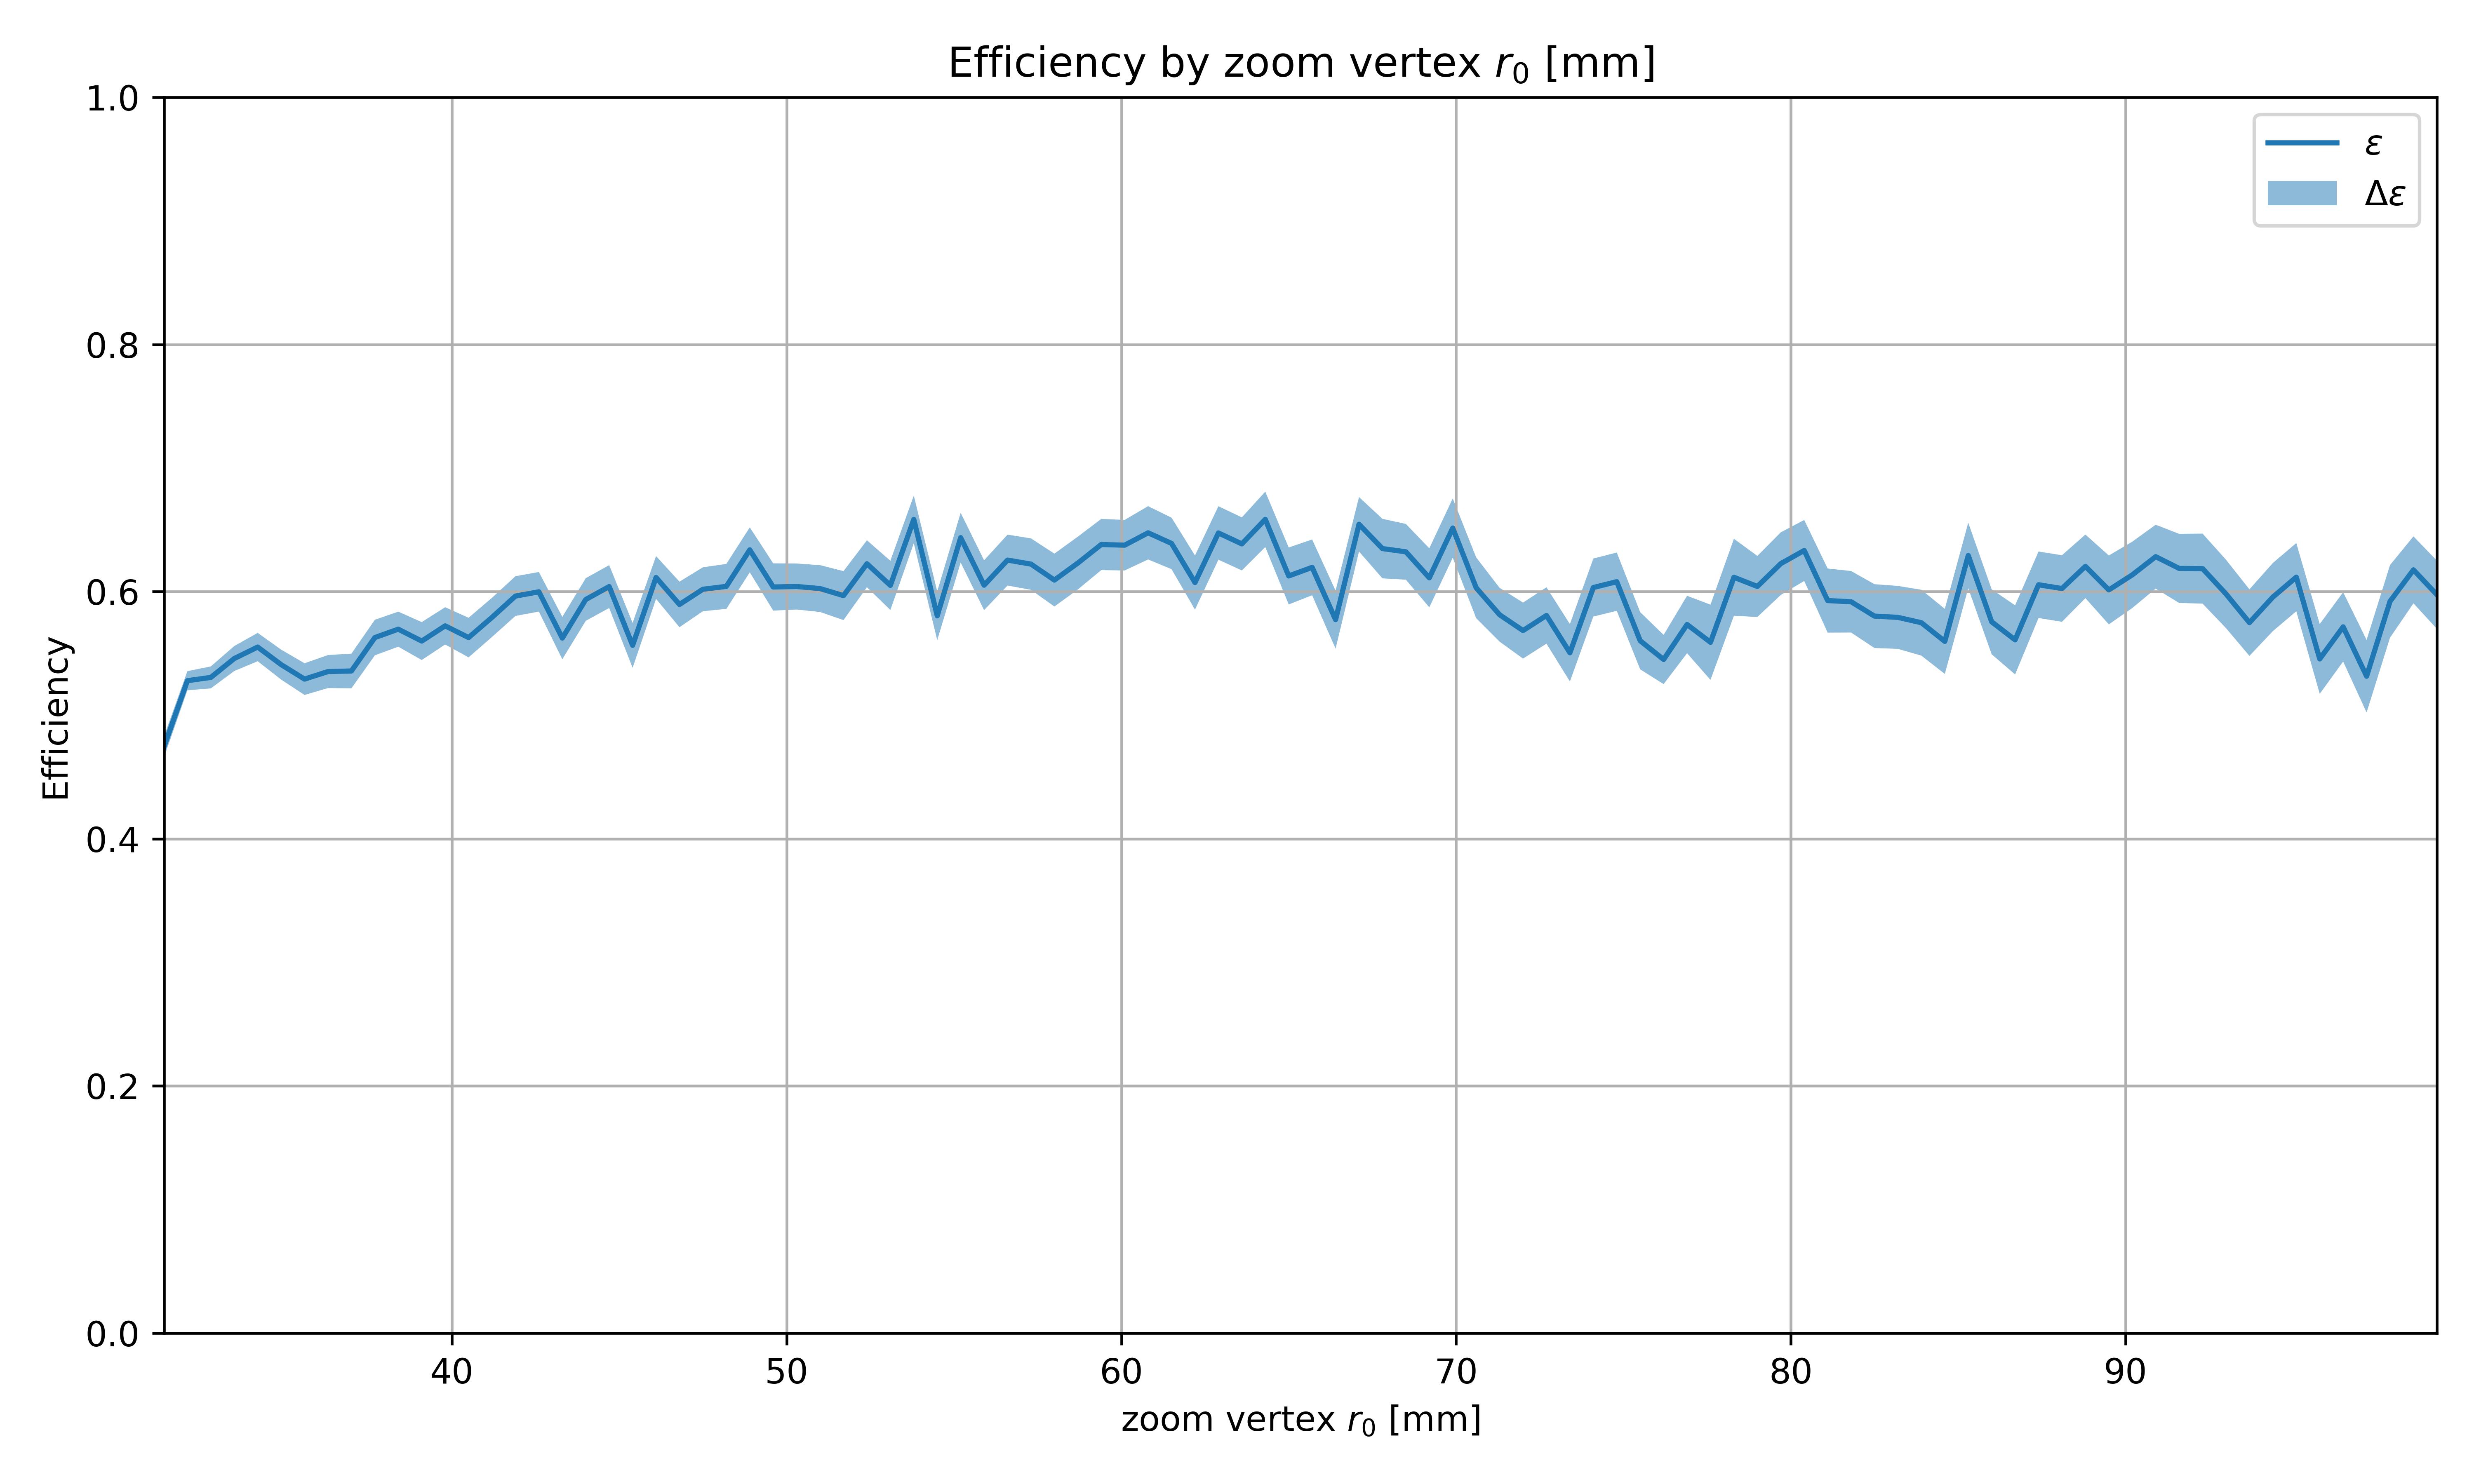 Efficiency by zoom vertex r₀ [mm]
ε
Δε
1.0
0.8
0.6
0.4
0.2
0.0
Efficiency
40 50 60 70 80 90
zoom vertex r₀ [mm]